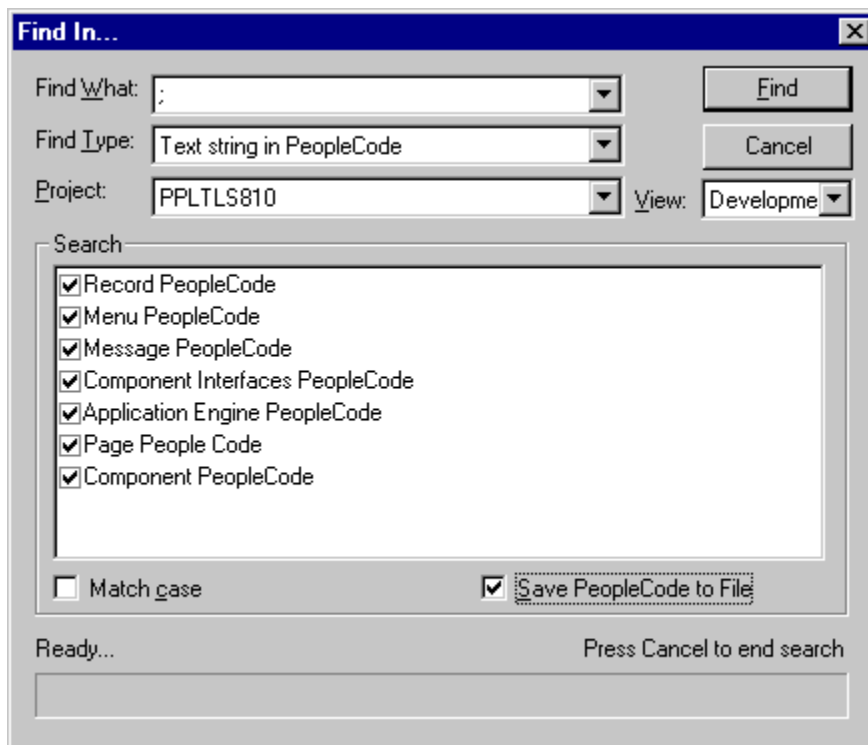 Find In...
Find What: ; Find
Find Type: Text string in PeopleCode Cancel
Project: PPLTLS810 View: Developme
Search
Record PeopleCode
Menu PeopleCode
Message PeopleCode
Component Interfaces PeopleCode
Application Engine PeopleCode
Page People Code
Component PeopleCode
Match case Save PeopleCode to File
Ready... Press Cancel to end search